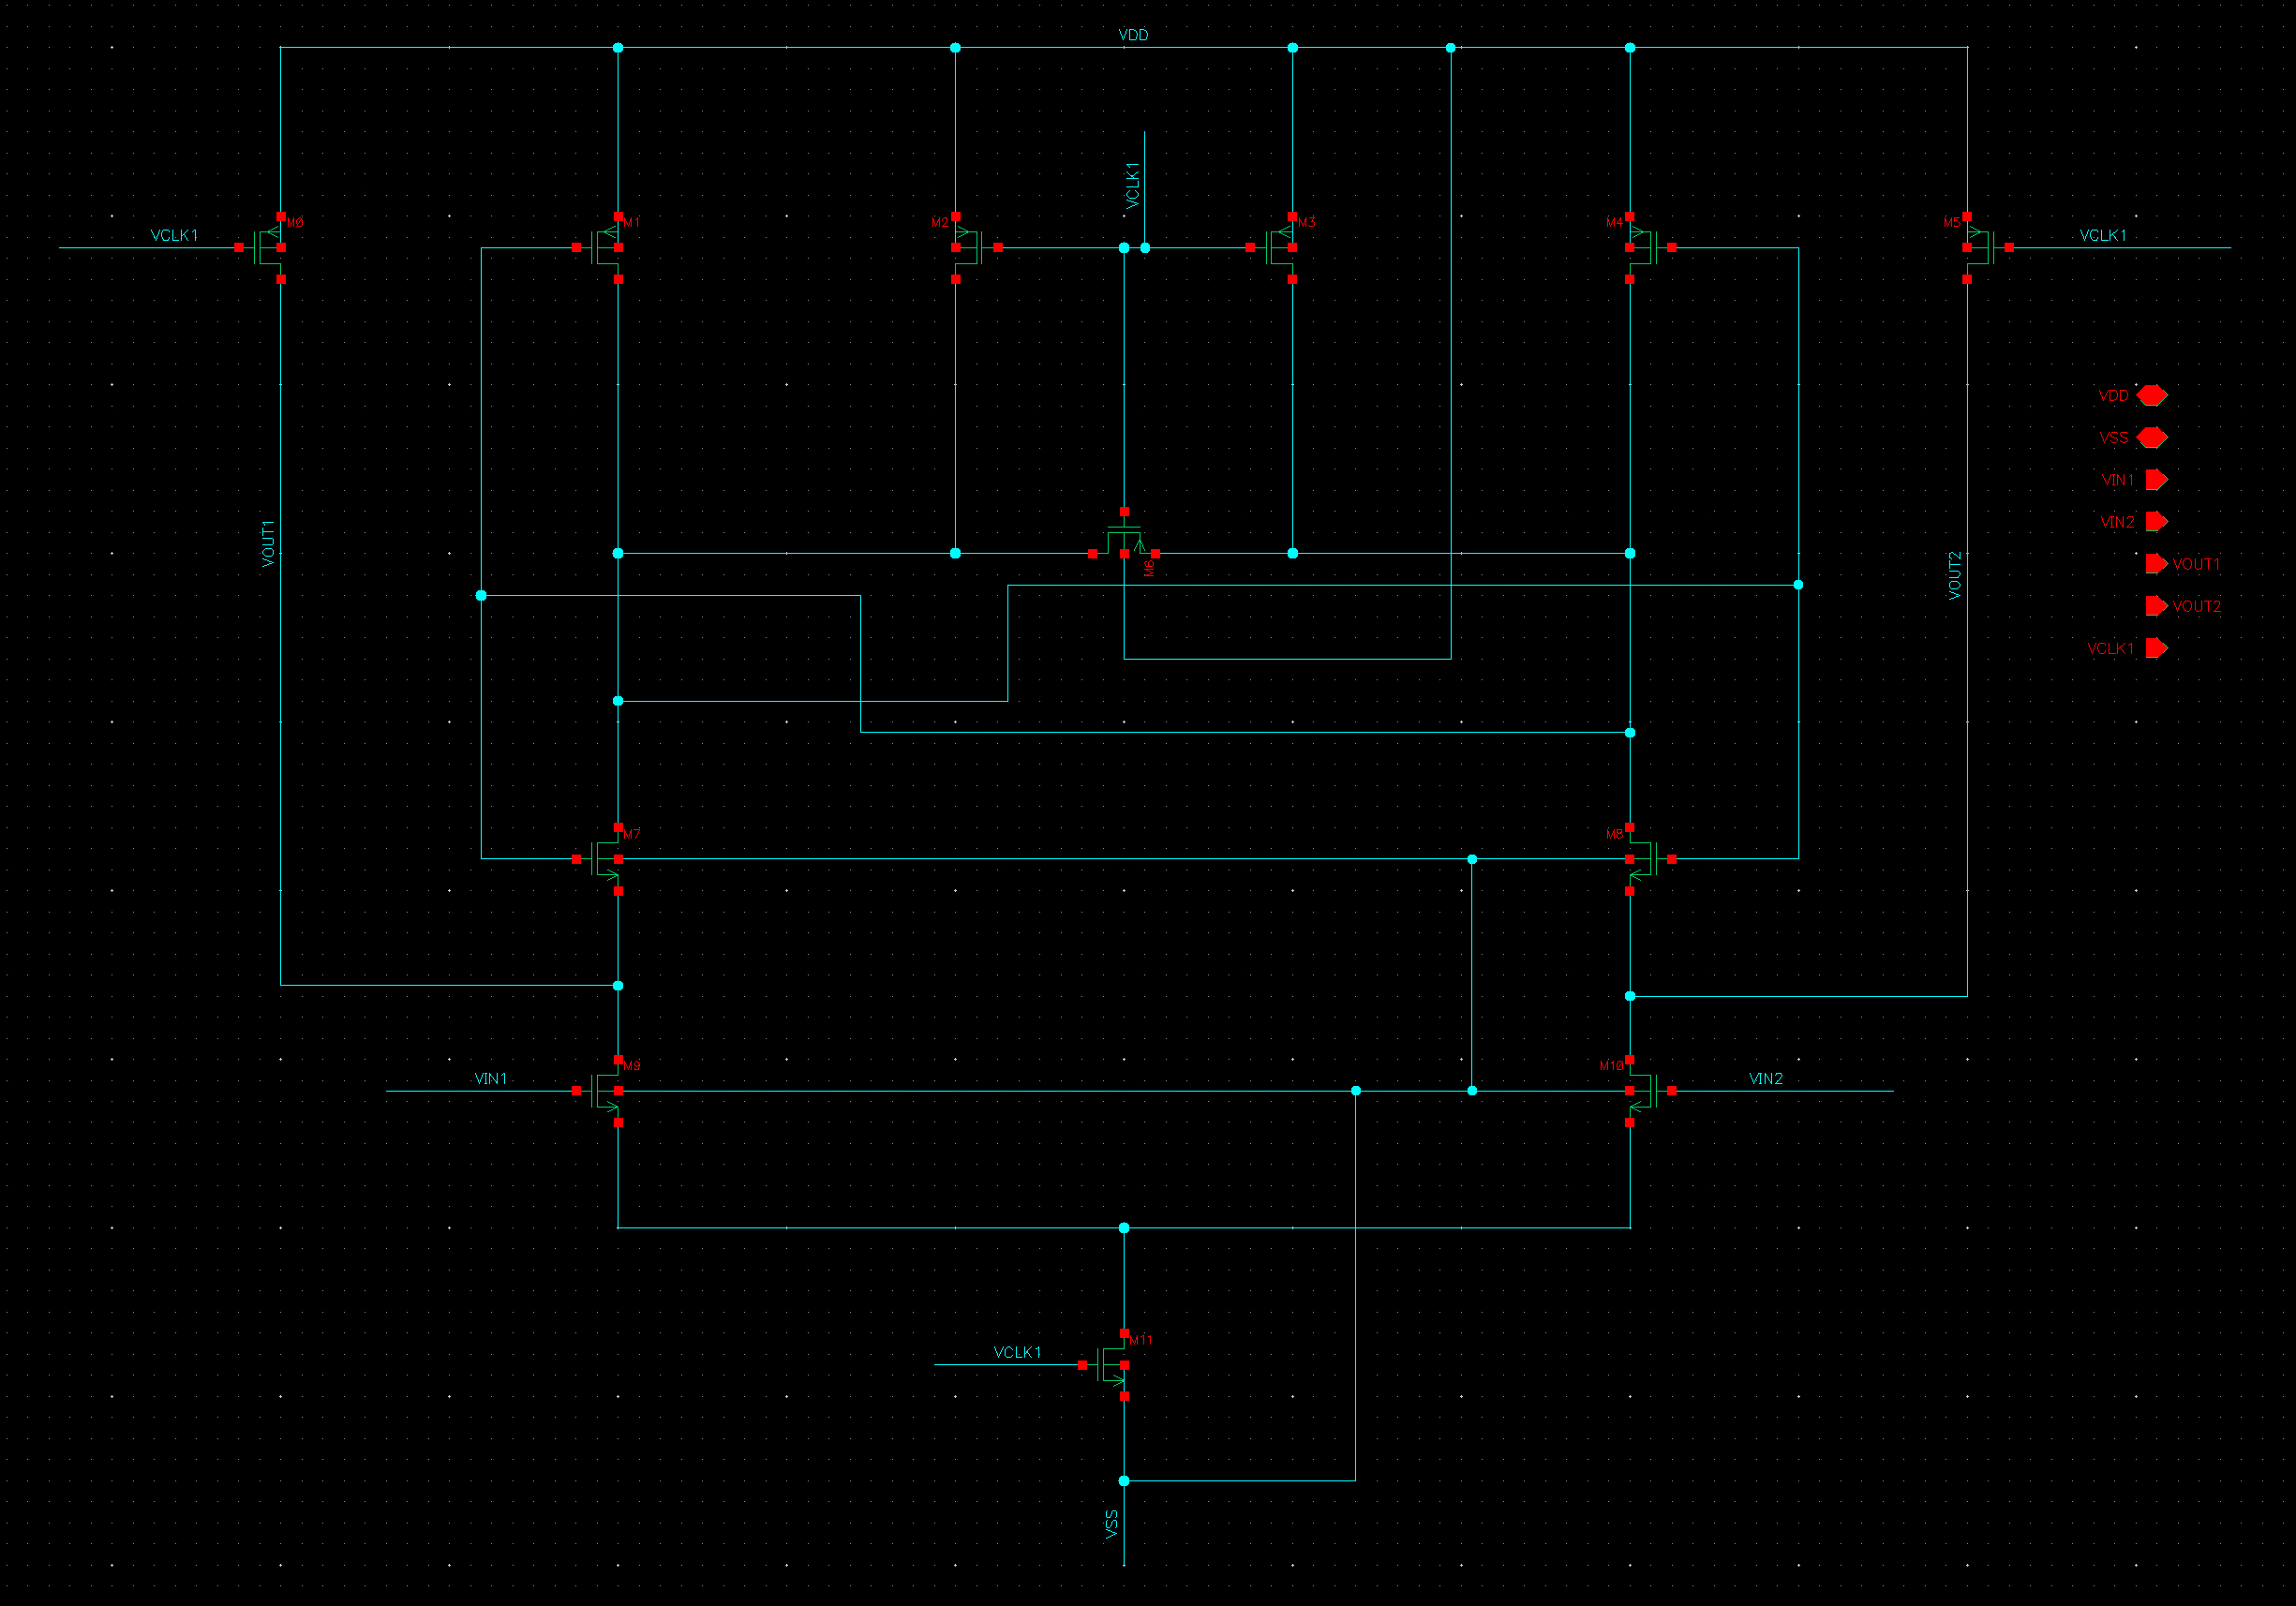 VDD
VCLK1
M0
M1
M2
M3
M4
M5
VCLK1
VCLK1
VDD
VSS
VIN1
VIN2
VOUT1
VOUT2
VCLK1
VOUT1
M6
VOUT2
M7
M8
M9
M10
VIN1
VIN2
M11
VCLK1
VSS